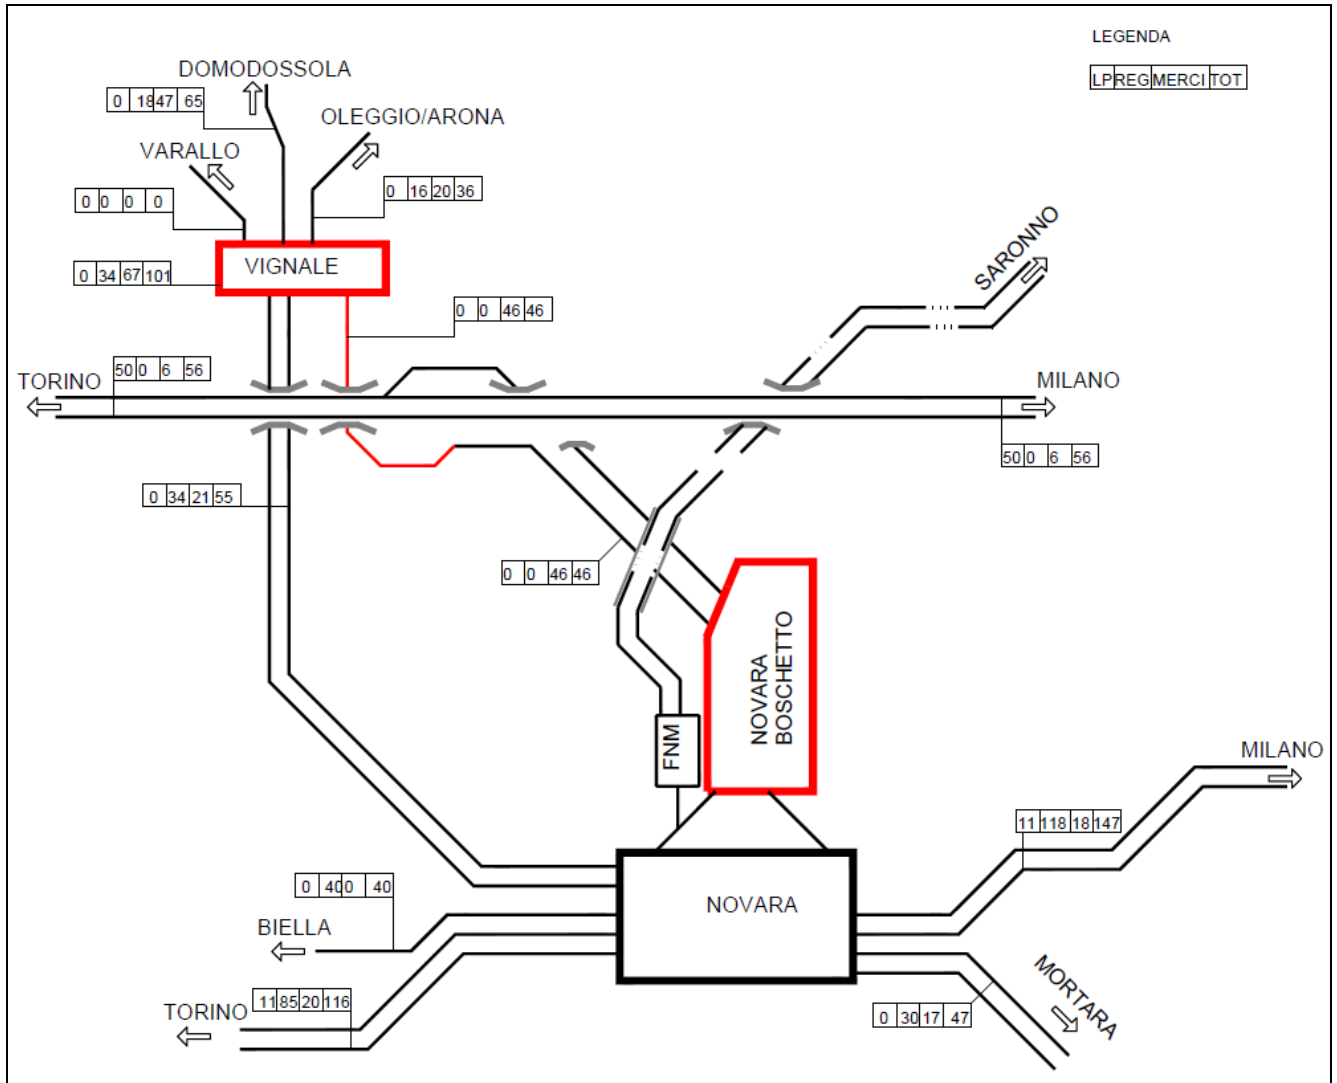 LEGENDA
LP REG MERCI TOT
DOMODOSSOLA
0 18 47 65
OLEGGIO/ARONA
VARALLO
0 16 20 36
0 0 0 0
VIGNALE
0 34 67 101
SARONNO
0 0 46 46
50 0 6 56
TORINO
MILANO
50 0 6 56
0 34 21 55
0 0 46 46
NOVARA
BOSCHETTO
FNM
MILANO
11 118 18 147
0 40 0 40
NOVARA
BIELLA
MORTARA
11 85 20 116
TORINO
0 30 17 47